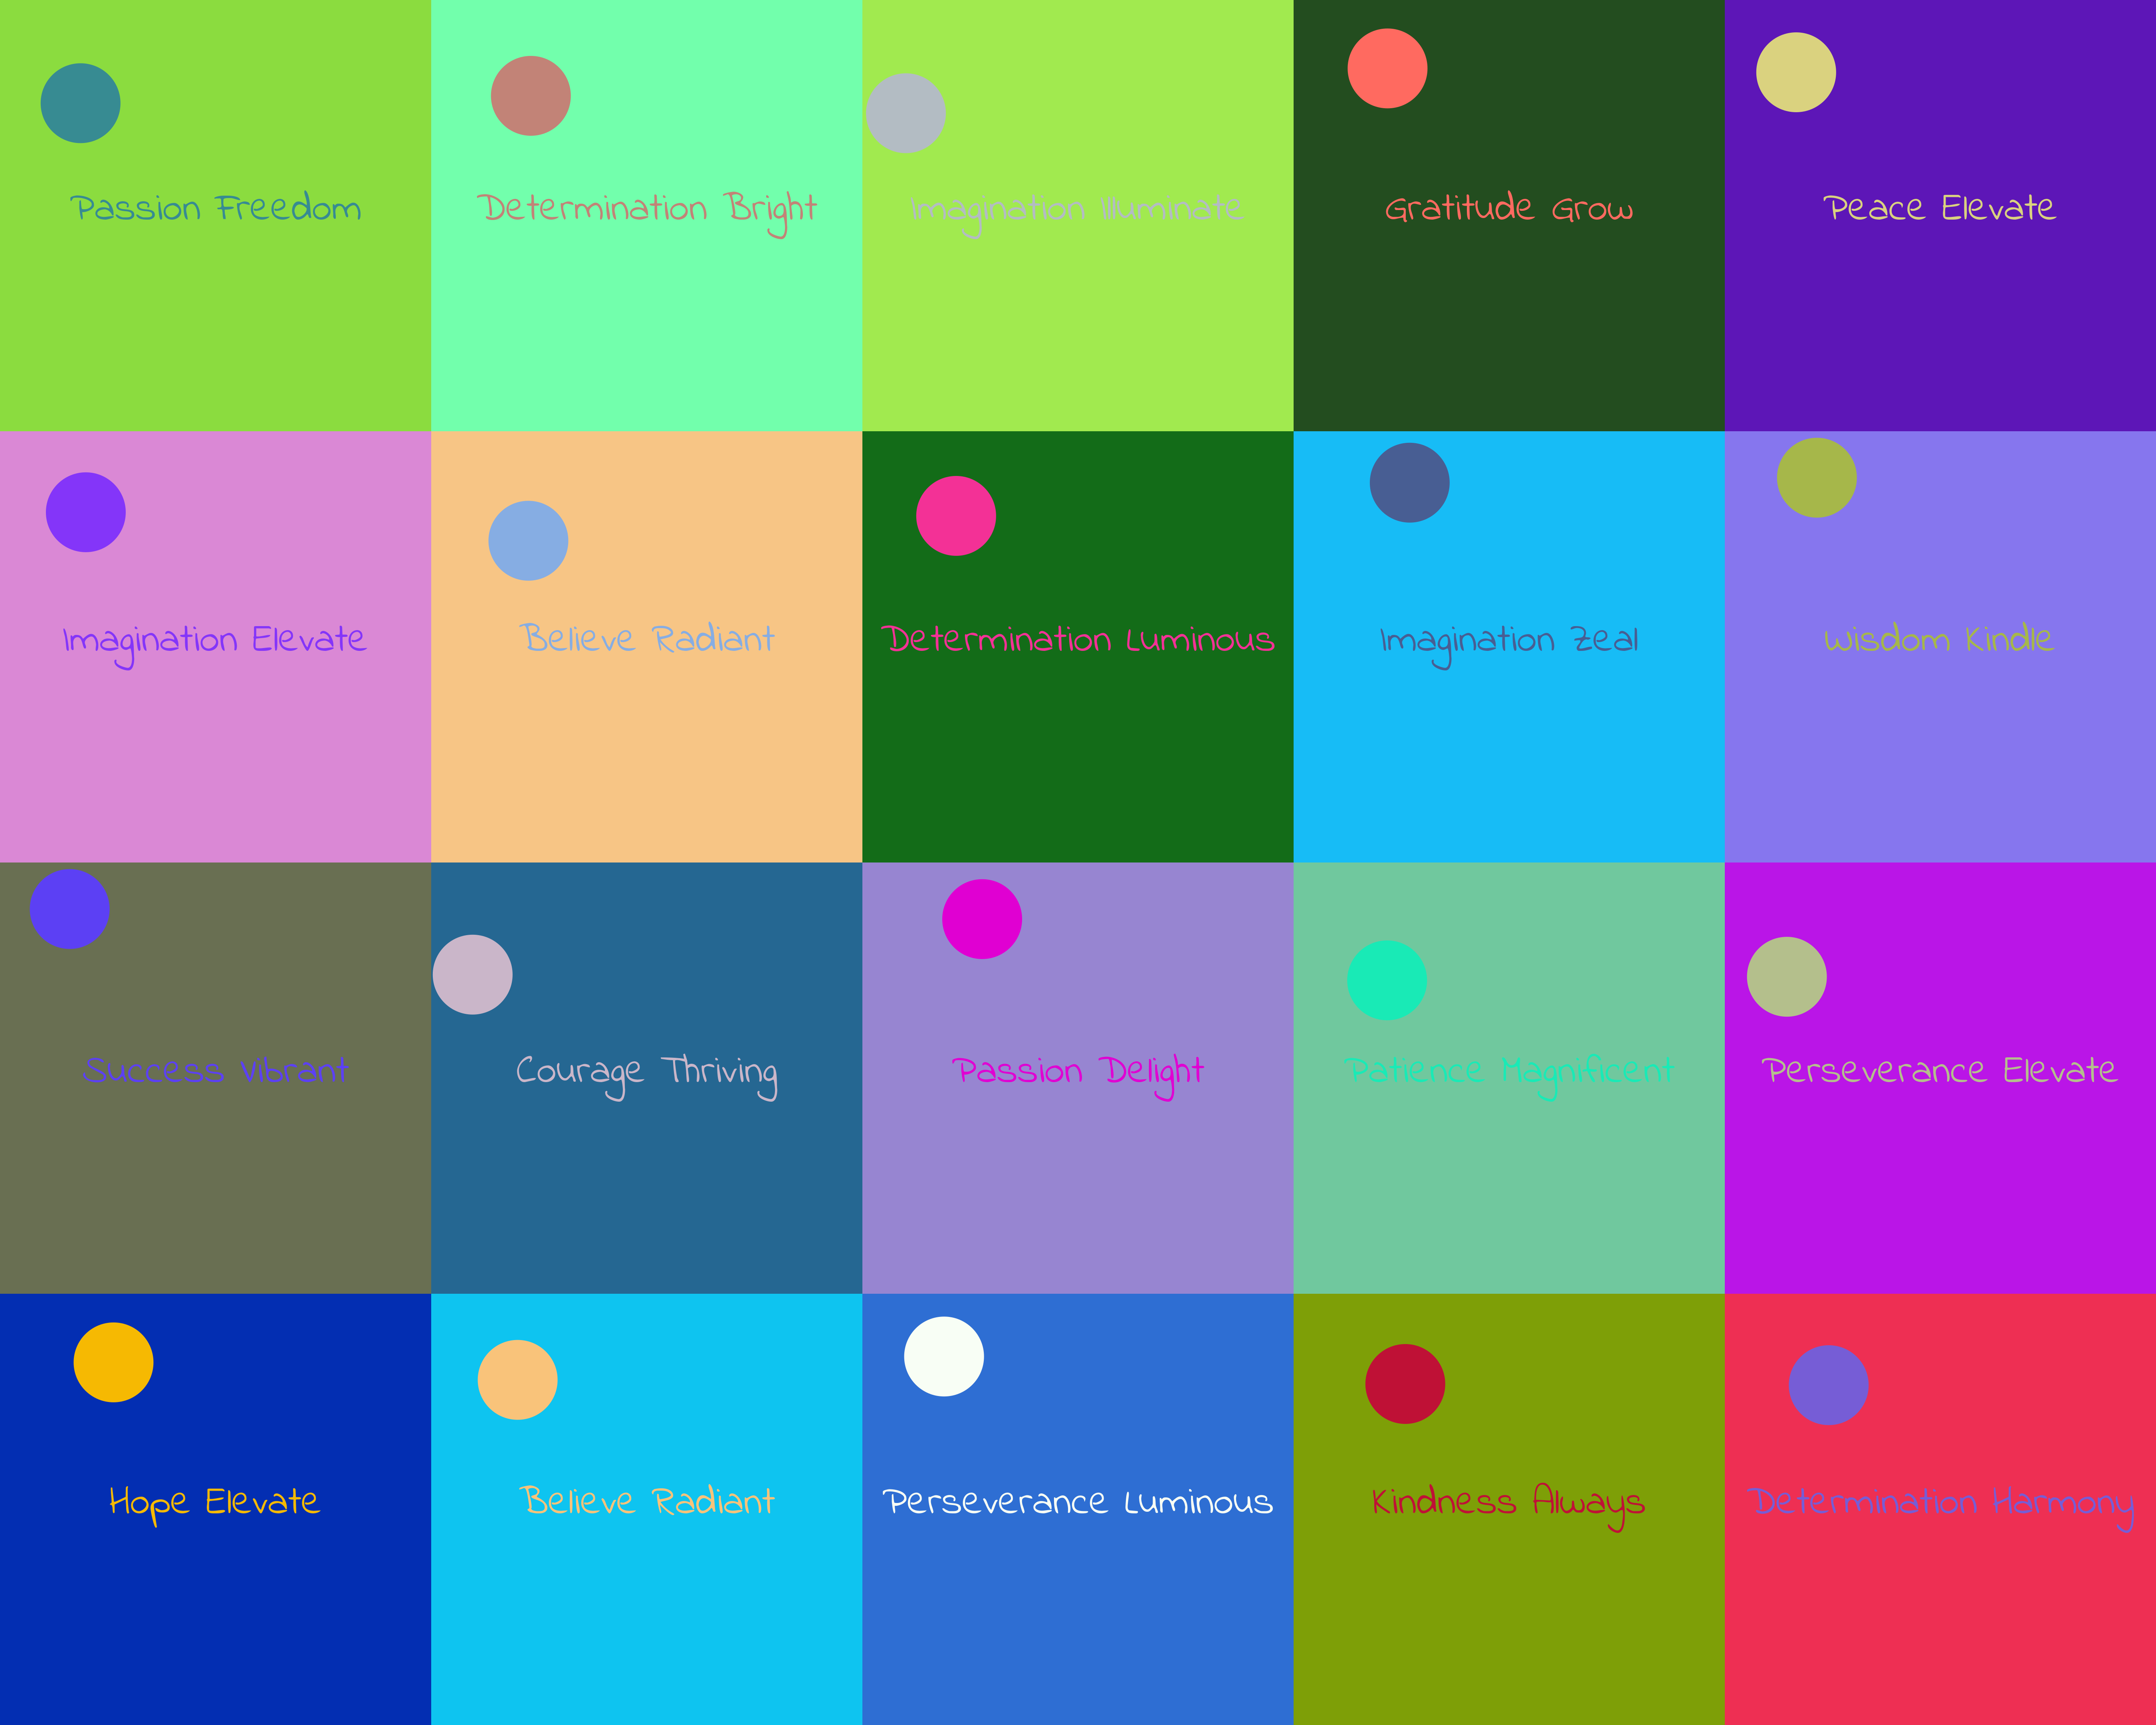 Passion Freedom
Determination Bright
Imagination Illuminate
Gratitude Grow
Peace Elevate
Imagination Elevate
Believe Radiant
Determination Luminous
Imagination Zeal
Wisdom Kindle
Success Vibrant
Courage Thriving
Passion Delight
Patience Magnificent
Perseverance Elevate
Hope Elevate
Believe Radiant
Perseverance Luminous
Kindness Always
Determination Harmony